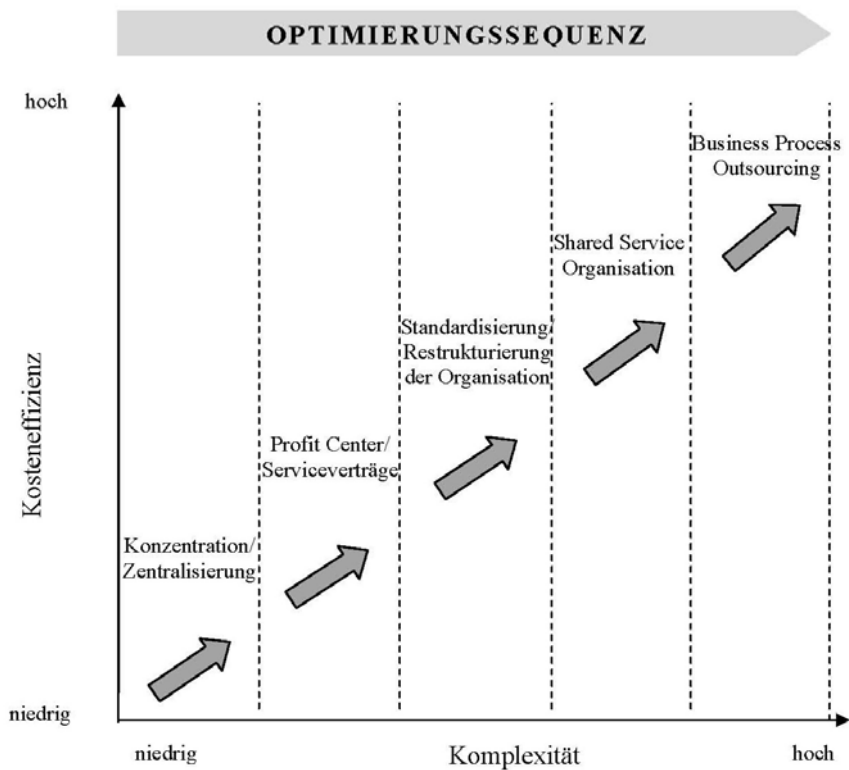 OPTIMIERUNGSSEQUENZ
hoch
Business Process
Outsourcing
Shared Service
Organisation
Standardisierung/
Restrukturierung
der Organisation
Profit Center/
Serviceverträge
Konzentration/
Zentralisierung
Kosteneffizienz
niedrig
niedrig
Komplexität
hoch